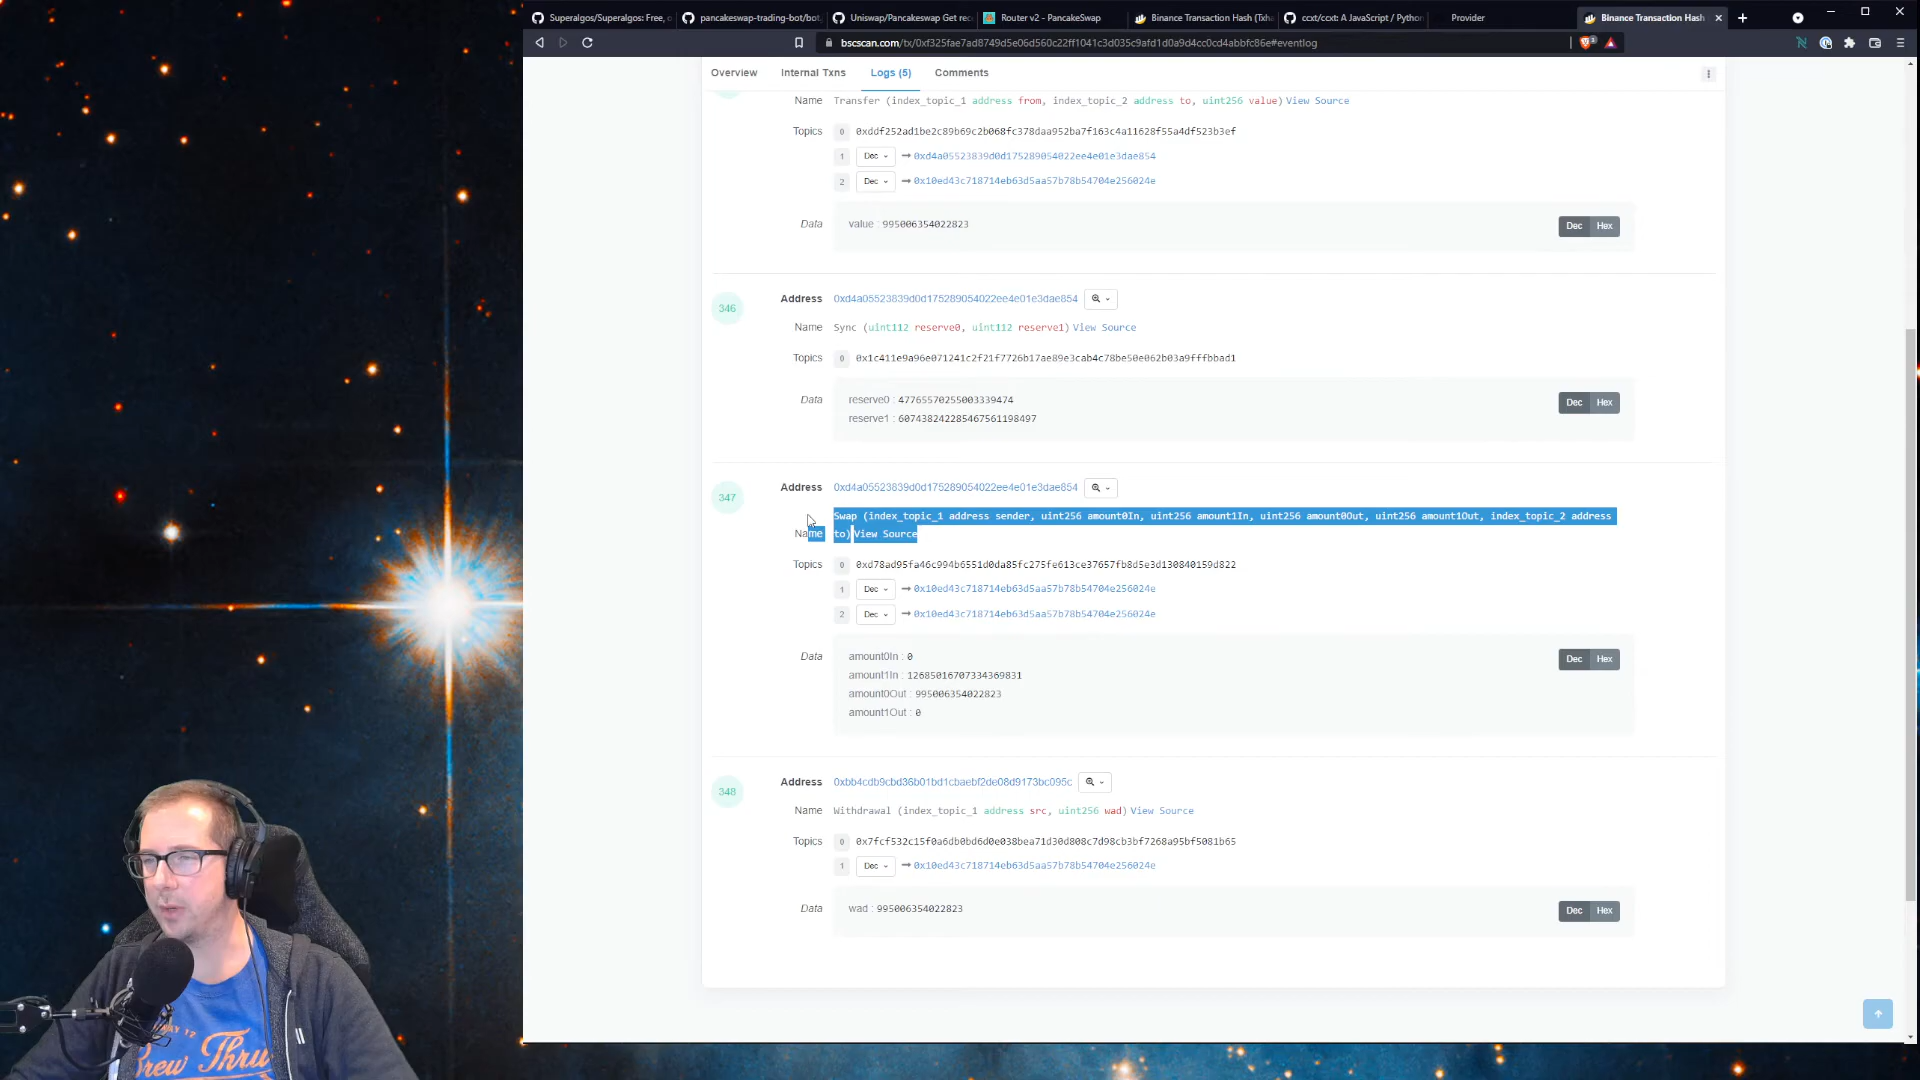 Superalgos/Superalgos: Free, o
pancakeswap-trading-bot/bot.
Uniswap/Pancakeswap Get rec
Router v2 - PancakeSwap
Binance Transaction Hash (Txha
ccxt/ccxt: A JavaScript / Python
Provider
Binance Transaction Hash
bscscan.com/tx/0xf325fae7ad8749d5e06d560c22ff1041c3d035c9afd1d0a9d4cc0cd4abbfc86e#eventlog
Overview Internal Txns Logs (5) Comments
Name Transfer (index_topic_1 address from, index_topic_2 address to, uint256 value) View Source
Topics 0 0xddf252ad1be2c89b69c2b068fc378daa952ba7f163c4a11628f55a4df523b3ef
1 Dec → 0xd4a05523839d0d175289054022ee4e01e3dae854
2 Dec → 0x10ed43c718714eb63d5aa57b78b54704e256024e
Data value : 995006354022823 Dec Hex
346 Address 0xd4a05523839d0d175289054022ee4e01e3dae854
Name Sync (uint112 reserve0, uint112 reserve1) View Source
Topics 0 0x1c411e9a96e071241c2f21f7726b17ae89e3cab4c78be50e062b03a9fffbbad1
Data reserve0 : 47765570255003339474 Dec Hex
reserve1 : 607438242285467561198497
347 Address 0xd4a05523839d0d175289054022ee4e01e3dae854
Swap (index_topic_1 address sender, uint256 amount0In, uint256 amount1In, uint256 amount0Out, uint256 amount1Out, index_topic_2 address
Name to) View Source
Topics 0 0xd78ad95fa46c994b6551d0da85fc275fe613ce37657fb8d5e3d130840159d822
1 Dec → 0x10ed43c718714eb63d5aa57b78b54704e256024e
2 Dec → 0x10ed43c718714eb63d5aa57b78b54704e256024e
Data amount0In : 0 Dec Hex
amount1In : 12685016707334369831
amount0Out : 995006354022823
amount1Out : 0
348 Address 0xbb4cdb9cbd36b01bd1cbaebf2de08d9173bc095c
Name Withdrawal (index_topic_1 address src, uint256 wad) View Source
Topics 0 0x7fcf532c15f0a6db0bd6d0e038bea71d30d808c7d98cb3bf7268a95bf5081b65
1 Dec → 0x10ed43c718714eb63d5aa57b78b54704e256024e
Data wad : 995006354022823 Dec Hex
Brew Thru